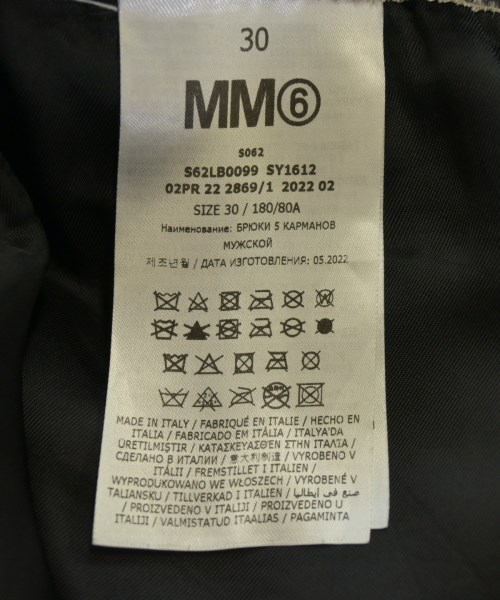 30
MM⑥
S062
S62LB0099 SY1612
02PR 22 2869/1 2022 02
SIZE 30 / 180/80A
Наименование: БРЮКИ 5 КАРМАНОВ
МУЖСКОЙ
제조년월 / ДАТА ИЗГОТОВЛЕНИЯ: 05.2022
MADE IN ITALY / FABRIQUÉ EN ITALIE / HECHO EN
ITALIA / FABRICADO EM ITÁLIA / ITALYA'DA
ÜRETILMIŞTIR / ΚΑΤΑΣΚΕΥΑΣΘΕΝ ΣΤΗΝ ΙΤΑΛΙΑ /
СДЕЛАНО В ИТАЛИИ / 意大利制造 / VYROBENO V
ITÁLII / FREMSTILLET I ITALIEN /
WYPRODUKOWANO WE WŁOSZECH / VYROBENÉ V
TALIANSKU / TILLVERKAD I ITALIEN / صنع في إيطاليا
/ PROIZVEDENO V ITALIJI / PROIZVEDENO U
ITALIJI / VALMISTATUD ITAALIAS / PAGAMINTA